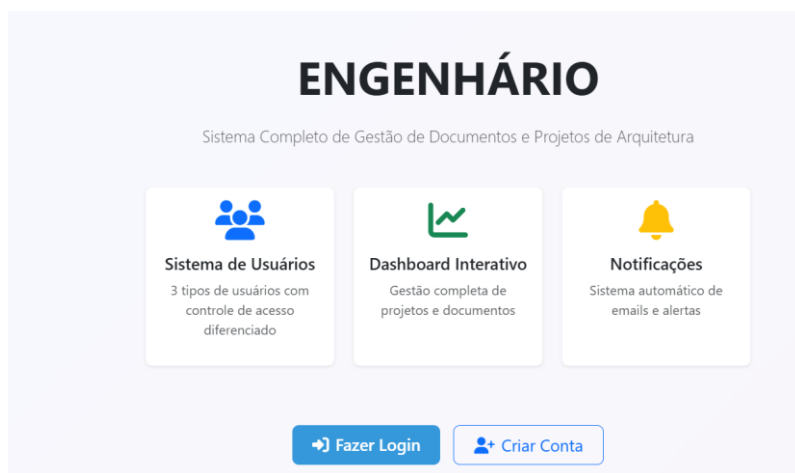 ENGENHÁRIO
Sistema Completo de Gestão de Documentos e Projetos de Arquitetura
Sistema de Usuários
3 tipos de usuários com
controle de acesso
diferenciado
Dashboard Interativo
Gestão completa de
projetos e documentos
Notificações
Sistema automático de
emails e alertas
Fazer Login
Criar Conta